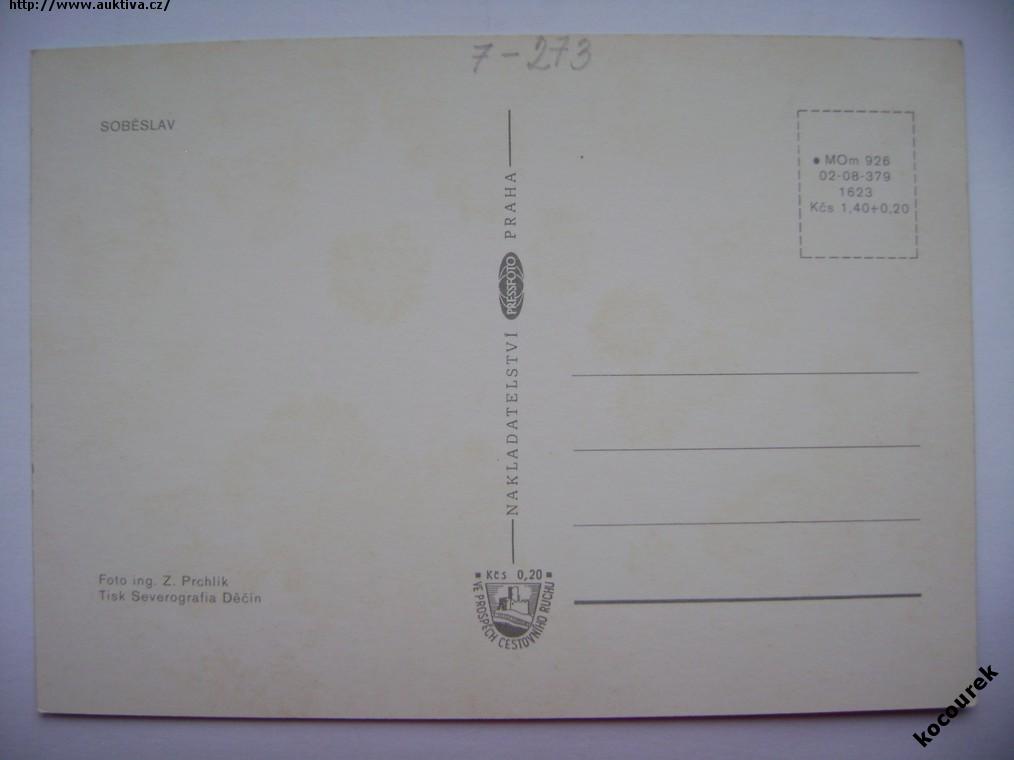 http://www.auktiva.cz/
7-273
SOBĚSLAV
• MOm 926
02-08-379
1623
Kčs 1,40+0,20
NAKLADATELSTVÍ PRESSFOTO PRAHA
Foto ing. Z. Prchlík
Tisk Severografia Děčín
▪ Kčs 0,20 ▪
VE PROSPĚCH CESTOVNÍHO RUCHU
kocourek